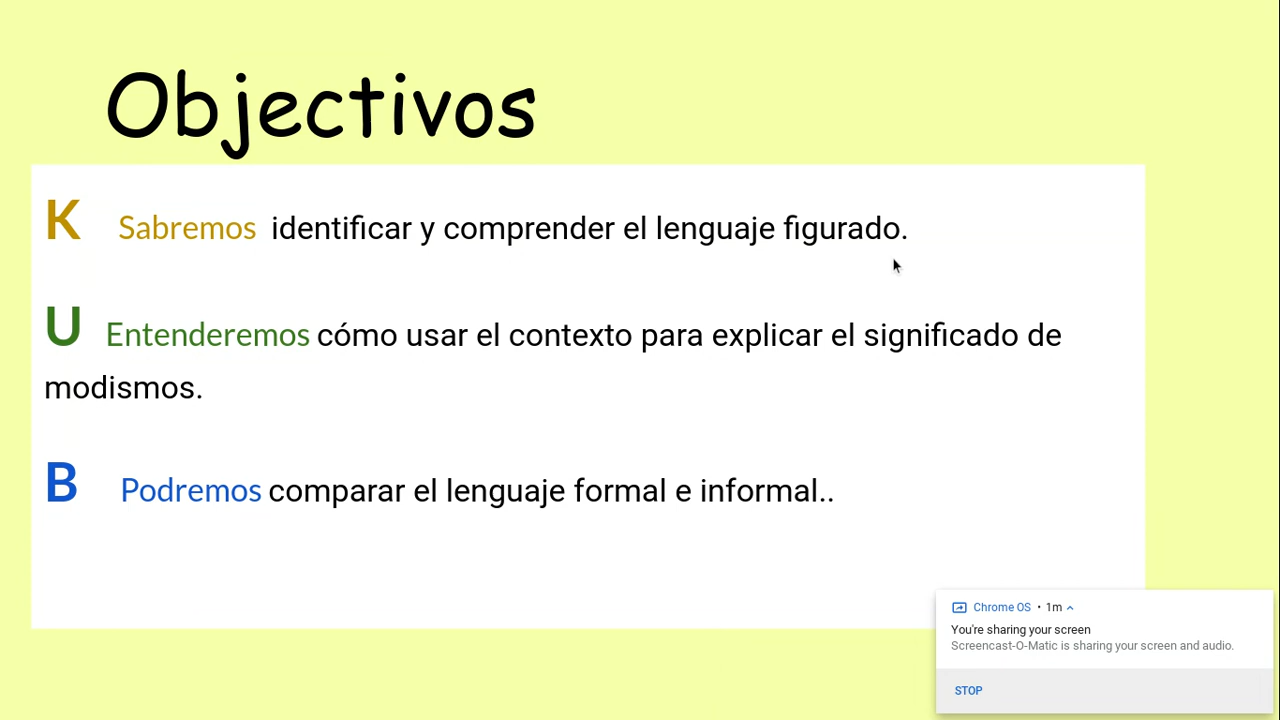 Objectivos
K Sabremos identificar y comprender el lenguaje figurado.
U Entenderemos cómo usar el contexto para explicar el significado de
modismos.
B Podremos comparar el lenguaje formal e informal..
Chrome OS • 1m
You're sharing your screen
Screencast-O-Matic is sharing your screen and audio.
STOP